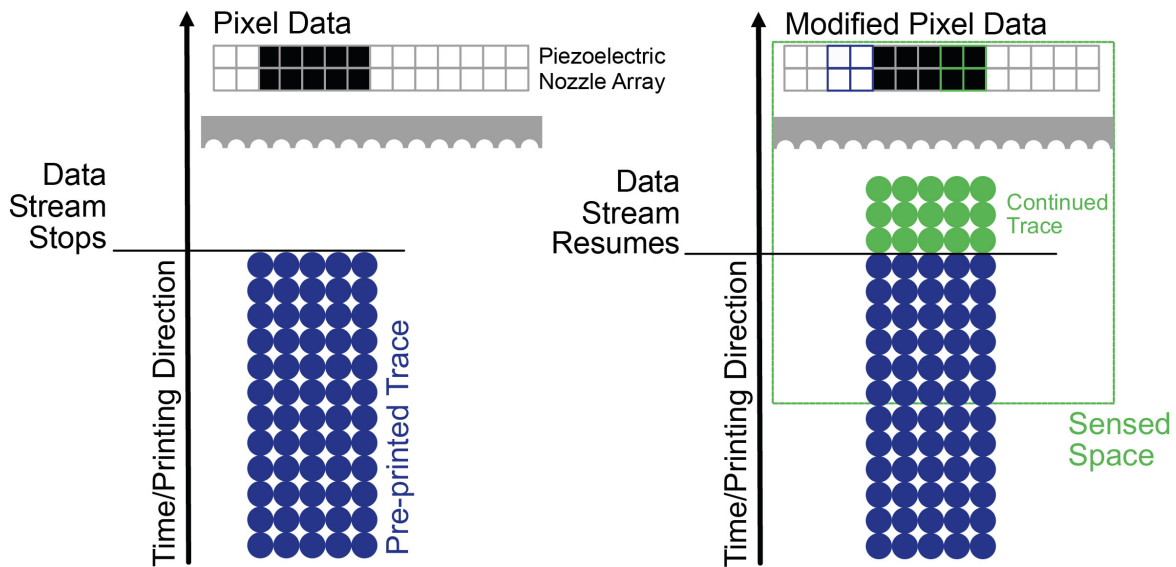 Pixel Data
Piezoelectric
Nozzle Array
Data
Stream
Stops
Time/Printing Direction
Pre-printed Trace
Modified Pixel Data
Data
Stream
Resumes
Continued
Trace
Time/Printing Direction
Sensed
Space